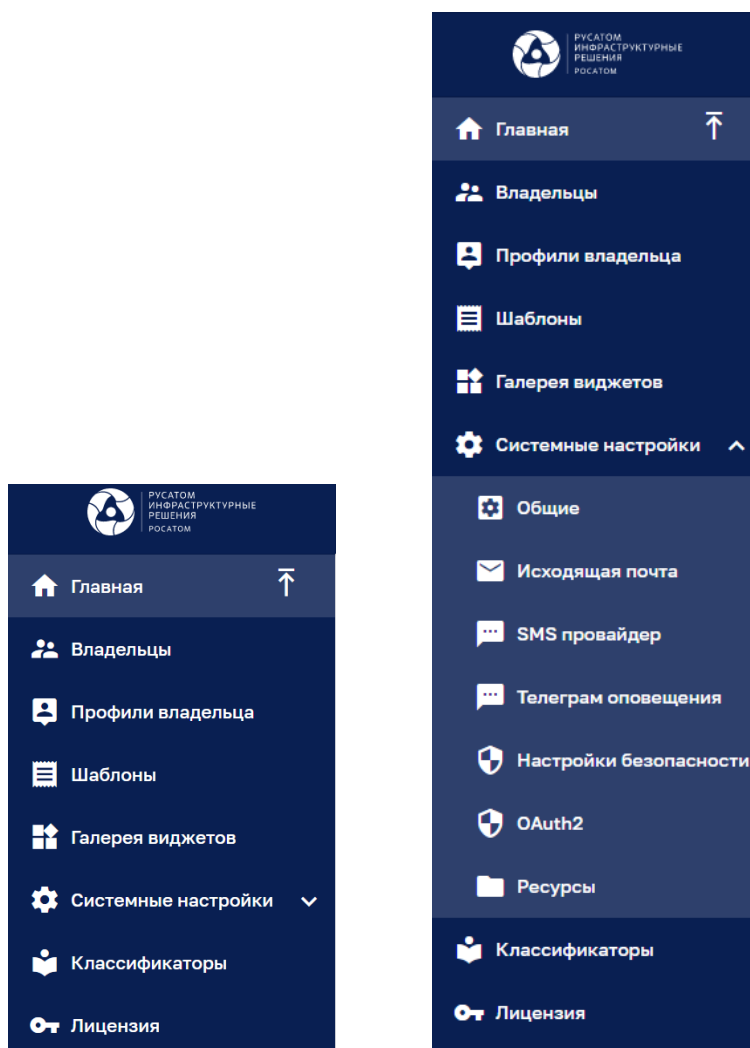 РУСАТОМ
ИНФРАСТРУКТУРНЫЕ
РЕШЕНИЯ
РОСАТОМ
Главная
Владельцы
Профили владельца
Шаблоны
Галерея виджетов
Системные настройки
Классификаторы
Лицензия
РУСАТОМ
ИНФРАСТРУКТУРНЫЕ
РЕШЕНИЯ
РОСАТОМ
Главная
Владельцы
Профили владельца
Шаблоны
Галерея виджетов
Системные настройки
Общие
Исходящая почта
SMS провайдер
Телеграм оповещения
Настройки безопасности
OAuth2
Ресурсы
Классификаторы
Лицензия